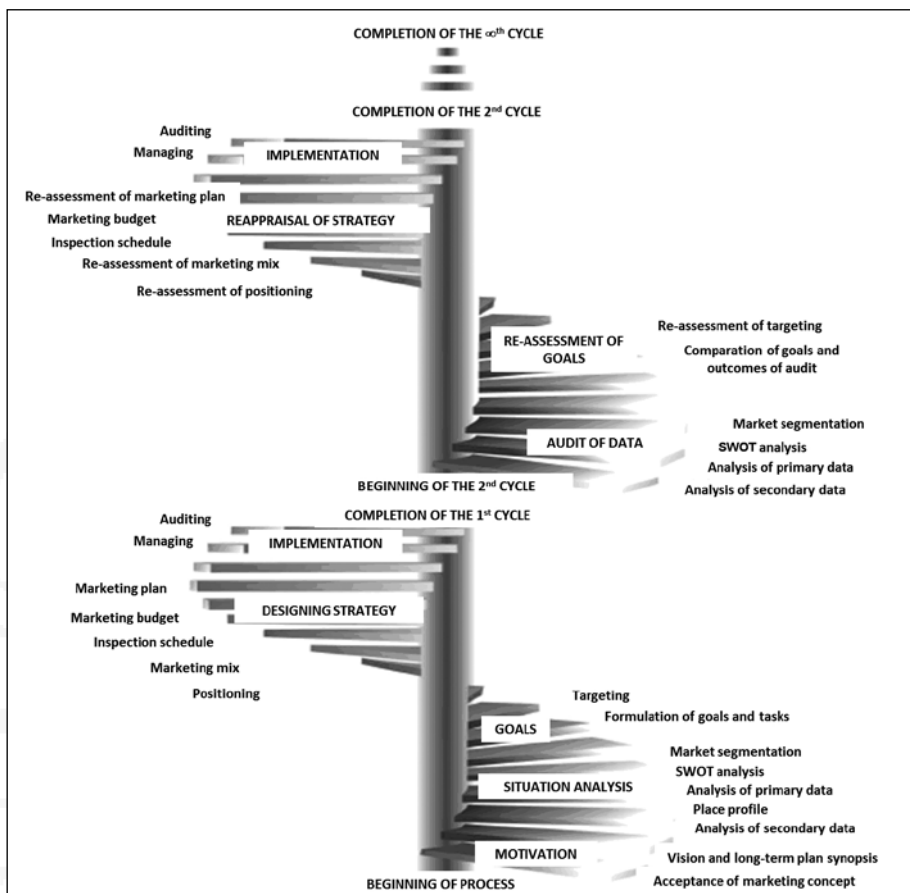 COMPLETION OF THE ∞th CYCLE
COMPLETION OF THE 2nd CYCLE
Auditing
Managing
IMPLEMENTATION
Re-assessment of marketing plan
Marketing budget
REAPPRAISAL OF STRATEGY
Inspection schedule
Re-assessment of marketing mix
Re-assessment of positioning
Re-assessment of targeting
RE-ASSESSMENT OF
GOALS
Comparation of goals and
outcomes of audit
Market segmentation
AUDIT OF DATA
SWOT analysis
Analysis of primary data
BEGINNING OF THE 2nd CYCLE
Analysis of secondary data
COMPLETION OF THE 1st CYCLE
Auditing
Managing
IMPLEMENTATION
Marketing plan
DESIGNING STRATEGY
Marketing budget
Inspection schedule
Marketing mix
Positioning
Targeting
Formulation of goals and tasks
GOALS
Market segmentation
SWOT analysis
SITUATION ANALYSIS
Analysis of primary data
Place profile
Analysis of secondary data
MOTIVATION
Vision and long-term plan synopsis
Acceptance of marketing concept
BEGINNING OF PROCESS